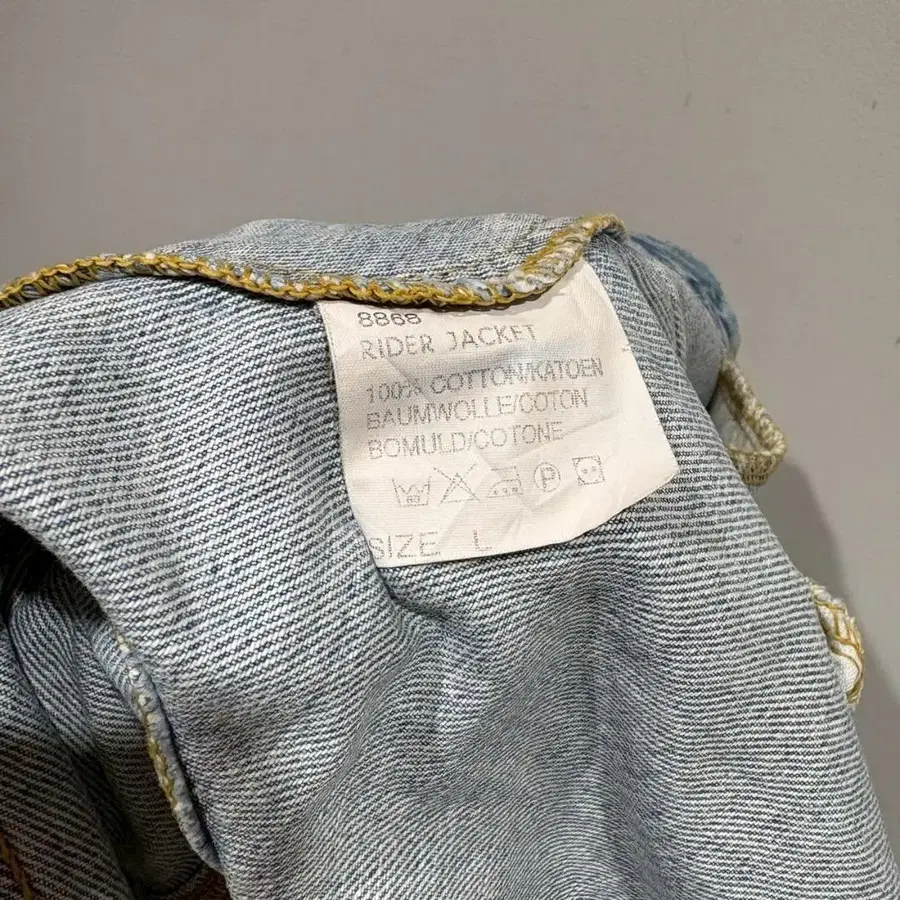 8868
RIDER JACKET
100% COTTON/KATOEN
BAUMWOLLE/COTON
BOMULD/COTONE
P
SIZE L